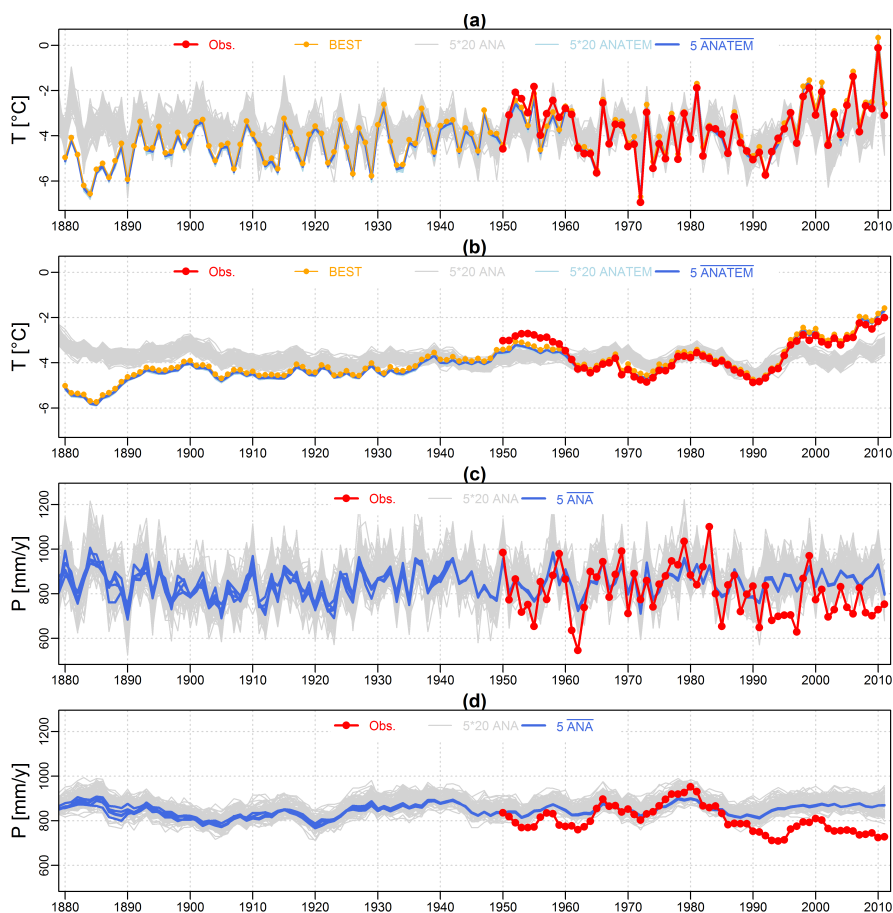 (a)
Obs. BEST 5*20 ANA 5*20 ANATEM 5 ANATEM
T [°C]
0
-2
-4
-6
1880 1890 1900 1910 1920 1930 1940 1950 1960 1970 1980 1990 2000 2010
(b)
Obs. BEST 5*20 ANA 5*20 ANATEM 5 ANATEM
T [°C]
0
-2
-4
-6
1880 1890 1900 1910 1920 1930 1940 1950 1960 1970 1980 1990 2000 2010
(c)
Obs. 5*20 ANA 5 ANA
P [mm/y]
1200
1000
800
600
1880 1890 1900 1910 1920 1930 1940 1950 1960 1970 1980 1990 2000 2010
(d)
Obs. 5*20 ANA 5 ANA
P [mm/y]
1200
1000
800
600
1880 1890 1900 1910 1920 1930 1940 1950 1960 1970 1980 1990 2000 2010